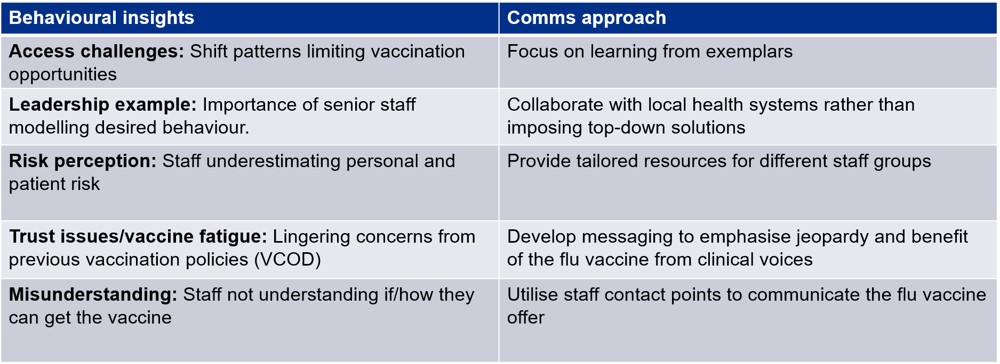 Behavioural insights
Comms approach
Access challenges: Shift patterns limiting vaccination
opportunities
Focus on learning from exemplars
Leadership example: Importance of senior staff
modelling desired behaviour.
Collaborate with local health systems rather than
imposing top-down solutions
Risk perception: Staff underestimating personal and
patient risk
Provide tailored resources for different staff groups
Trust issues/vaccine fatigue: Lingering concerns from
previous vaccination policies (VCOD)
Develop messaging to emphasise jeopardy and benefit
of the flu vaccine from clinical voices
Misunderstanding: Staff not understanding if/how they
can get the vaccine
Utilise staff contact points to communicate the flu vaccine
offer